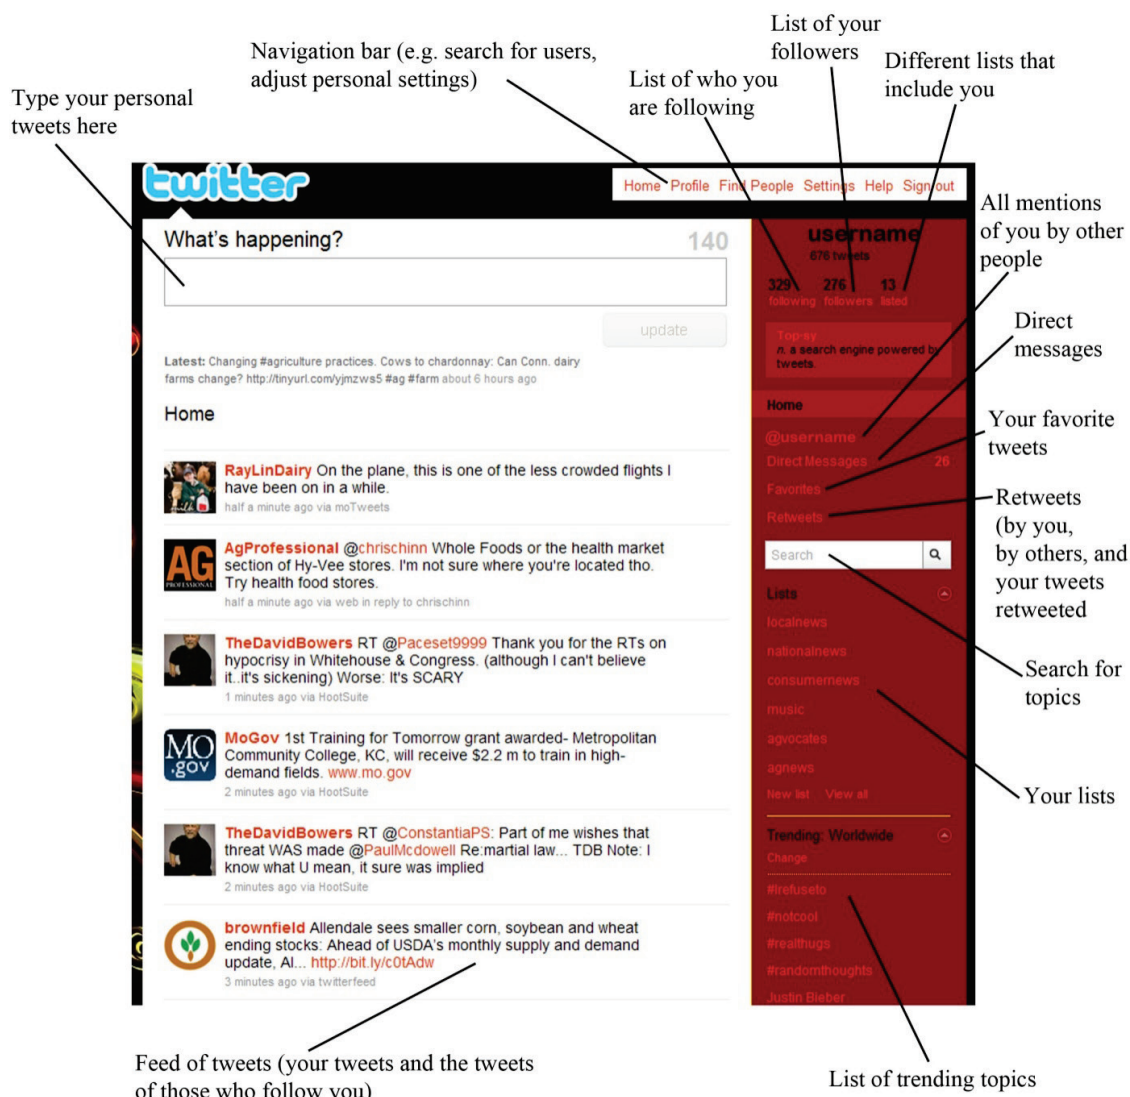 List of your
followers
Navigation bar (e.g. search for users,
adjust personal settings)
Different lists that
include you
List of who you
are following
Type your personal
tweets here
twitter
Home Profile Find People Settings Help Sign out
All mentions
of you by other
people
What's happening?
140
update
Latest: Changing #agriculture practices. Cows to chardonnay: Can Conn. dairy
farms change? http://tinyurl.com/yjmzws5 #ag #farm about 6 hours ago
Home
RayLinDairy On the plane, this is one of the less crowded flights I
have been on in a while.
half a minute ago via moTweets
milk
AgProfessional @chrischinn Whole Foods or the health market
section of Hy-Vee stores. I'm not sure where you're located tho.
Try health food stores.
half a minute ago via web in reply to chrischinn
AG
PROFESSIONAL
TheDavidBowers RT @Paceset9999 Thank you for the RTs on
hypocrisy in Whitehouse & Congress. (although I can't believe
it..it's sickening) Worse: It's SCARY
1 minutes ago via HootSuite
MO
.gov
MoGov 1st Training for Tomorrow grant awarded- Metropolitan
Community College, KC, will receive $2.2 m to train in high-
demand fields. www.mo.gov
2 minutes ago via HootSuite
TheDavidBowers RT @ConstantiaPS: Part of me wishes that
threat WAS made @PaulMcdowell Re:martial law... TDB Note: I
know what U mean, it sure was implied
2 minutes ago via HootSuite
brownfield Allendale sees smaller corn, soybean and wheat
ending stocks: Ahead of USDA's monthly supply and demand
update, Al... http://bit.ly/c0tAdw
3 minutes ago via twitterfeed
username
676 tweets
329 276 13
following followers listed
Top·sy
n. a search engine powered by
tweets.
Home
@username
Direct Messages 26
Favorites
Retweets
Search
Lists
localnews
nationalnews
consumernews
music
agvocates
agnews
New list View all
Trending: Worldwide
Change
#Irefuseto
#notcool
#realhugs
#randomthoughts
Justin Bieber
Direct
messages
Your favorite
tweets
Retweets
(by you,
by others, and
your tweets
retweeted
Search for
topics
Your lists
Feed of tweets (your tweets and the tweets
of those who follow you)
List of trending topics